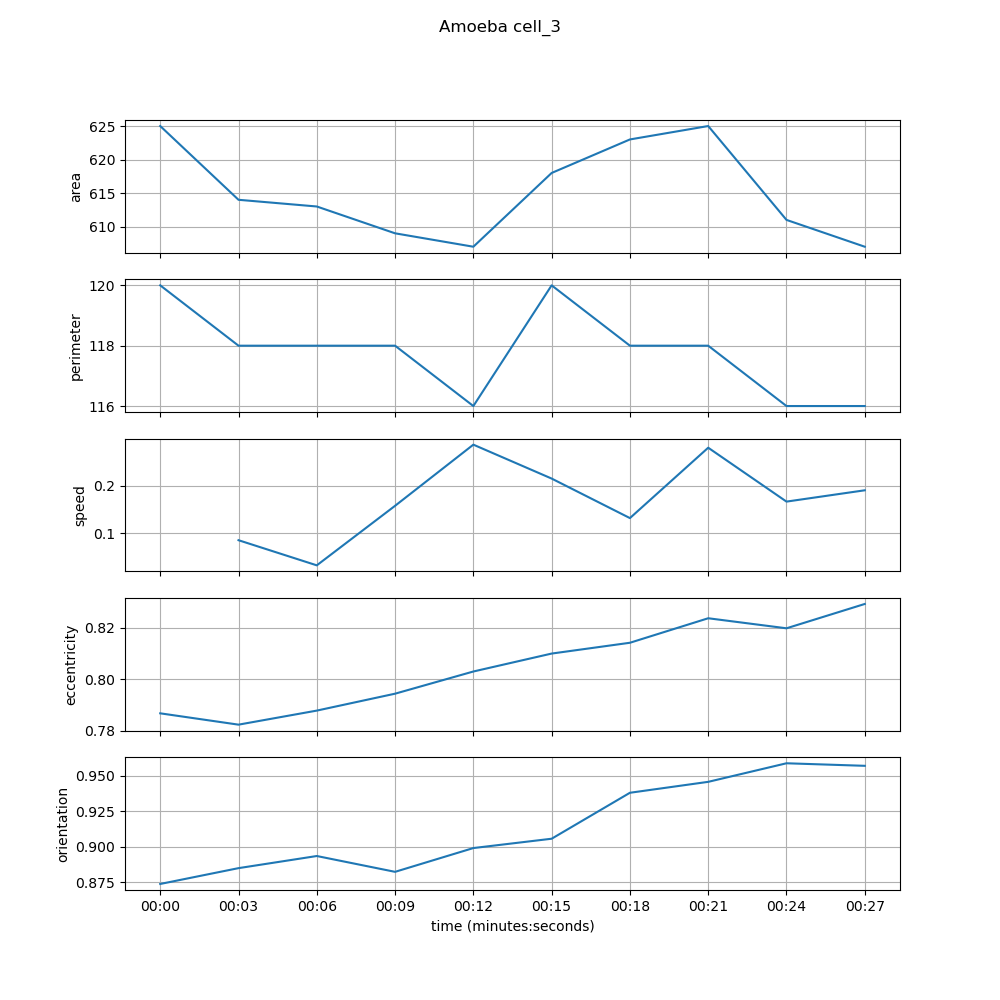 Amoeba cell_3
625
620
615
610
area
120
118
116
perimeter
0.2
0.1
speed
0.82
0.80
0.78
eccentricity
0.950
0.925
0.900
0.875
orientation
00:00 00:03 00:06 00:09 00:12 00:15 00:18 00:21 00:24 00:27
time (minutes:seconds)